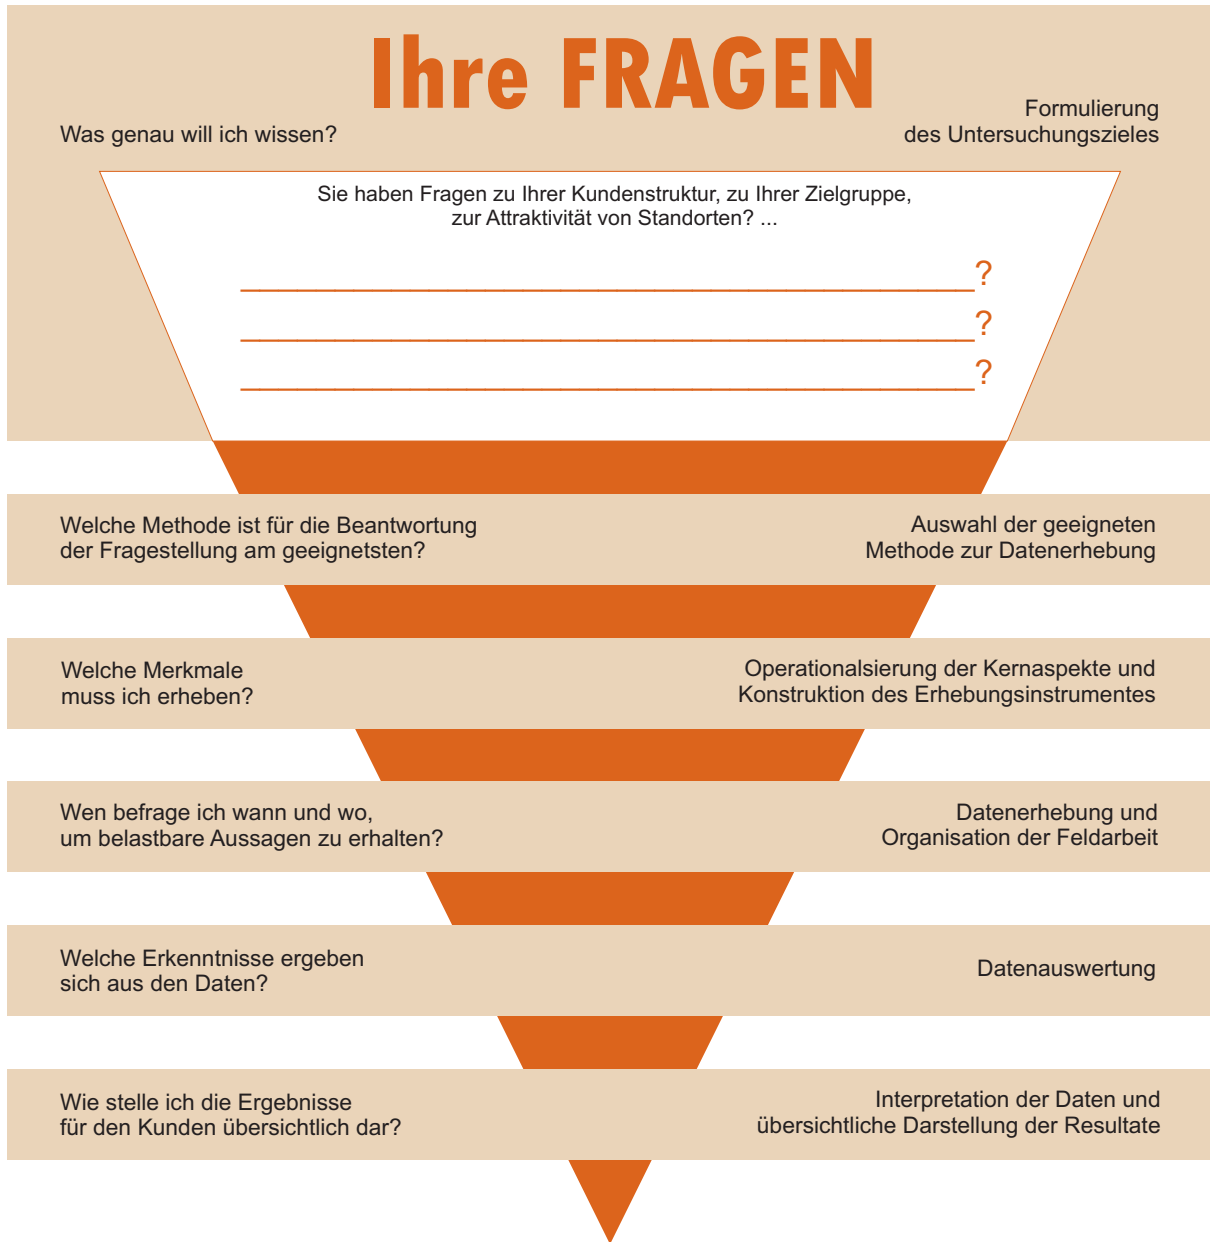 Ihre FRAGEN
Was genau will ich wissen?
Formulierung
des Untersuchungszieles
Sie haben Fragen zu Ihrer Kundenstruktur, zu Ihrer Zielgruppe,
zur Attraktivität von Standorten? ...
?
?
?
Welche Methode ist für die Beantwortung
der Fragestellung am geeignetsten?
Auswahl der geeigneten
Methode zur Datenerhebung
Welche Merkmale
muss ich erheben?
Operationalsierung der Kernaspekte und
Konstruktion des Erhebungsinstrumentes
Wen befrage ich wann und wo,
um belastbare Aussagen zu erhalten?
Datenerhebung und
Organisation der Feldarbeit
Welche Erkenntnisse ergeben
sich aus den Daten?
Datenauswertung
Wie stelle ich die Ergebnisse
für den Kunden übersichtlich dar?
Interpretation der Daten und
übersichtliche Darstellung der Resultate